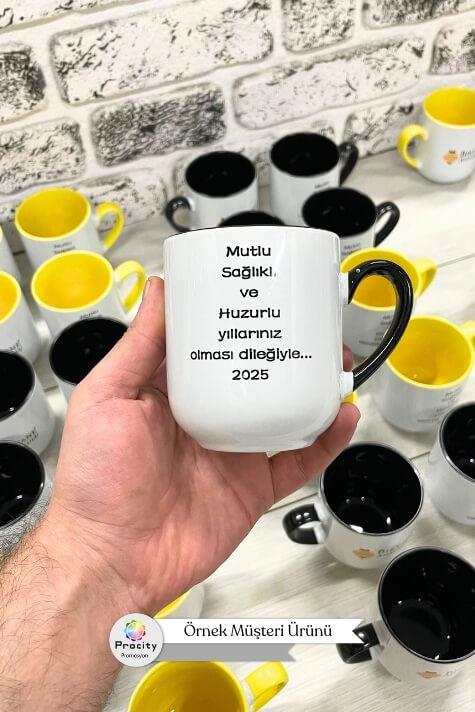 Mutlu
Sağlıklı
ve
Huzurlu
yıllarınız
olması dileğiyle...
2025
Procity
Promosyon
Örnek Müşteri Ürünü